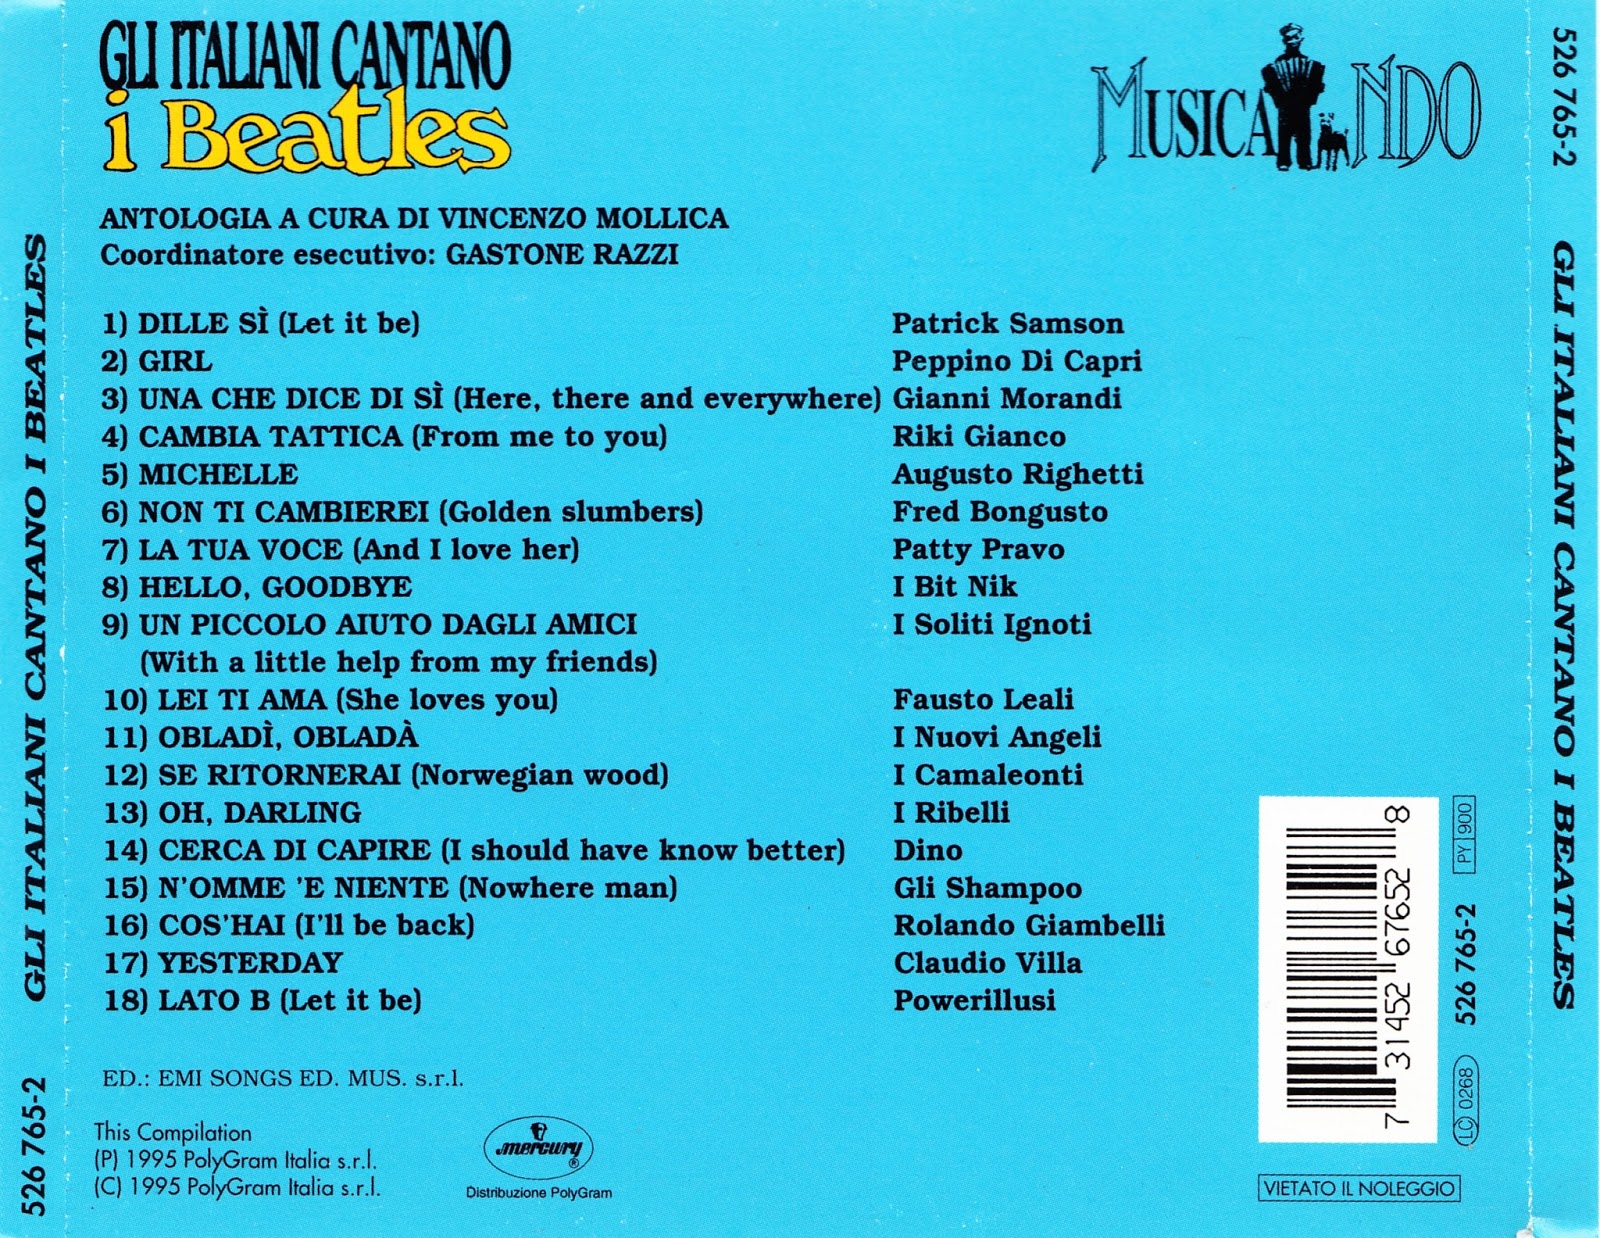 GLI ITALIANI CANTANO
i Beatles
MUSICANDO
ANTOLOGIA A CURA DI VINCENZO MOLLICA
Coordinatore esecutivo: GASTONE RAZZI
1) DILLE SÌ (Let it be) Patrick Samson
2) GIRL Peppino Di Capri
3) UNA CHE DICE DI SÌ (Here, there and everywhere) Gianni Morandi
4) CAMBIA TATTICA (From me to you) Riki Gianco
5) MICHELLE Augusto Righetti
6) NON TI CAMBIEREI (Golden slumbers) Fred Bongusto
7) LA TUA VOCE (And I love her) Patty Pravo
8) HELLO, GOODBYE I Bit Nik
9) UN PICCOLO AIUTO DAGLI AMICI I Soliti Ignoti
(With a little help from my friends)
10) LEI TI AMA (She loves you) Fausto Leali
11) OBLADÌ, OBLADÀ I Nuovi Angeli
12) SE RITORNERAI (Norwegian wood) I Camaleonti
13) OH, DARLING I Ribelli
14) CERCA DI CAPIRE (I should have know better) Dino
15) N'OMME 'E NIENTE (Nowhere man) Gli Shampoo
16) COS'HAI (I'll be back) Rolando Giambelli
17) YESTERDAY Claudio Villa
18) LATO B (Let it be) Powerillusi
ED.: EMI SONGS ED. MUS. s.r.l.
This Compilation
(P) 1995 PolyGram Italia s.r.l.
(C) 1995 PolyGram Italia s.r.l.
mercury ®
Distribuzione PolyGram
7 31452 67652 8
PY 900
526 765-2
LC 0268
VIETATO IL NOLEGGIO
GLI ITALIANI CANTANO I BEATLES
526 765-2
526 765-2
GLI ITALIANI CANTANO I BEATLES